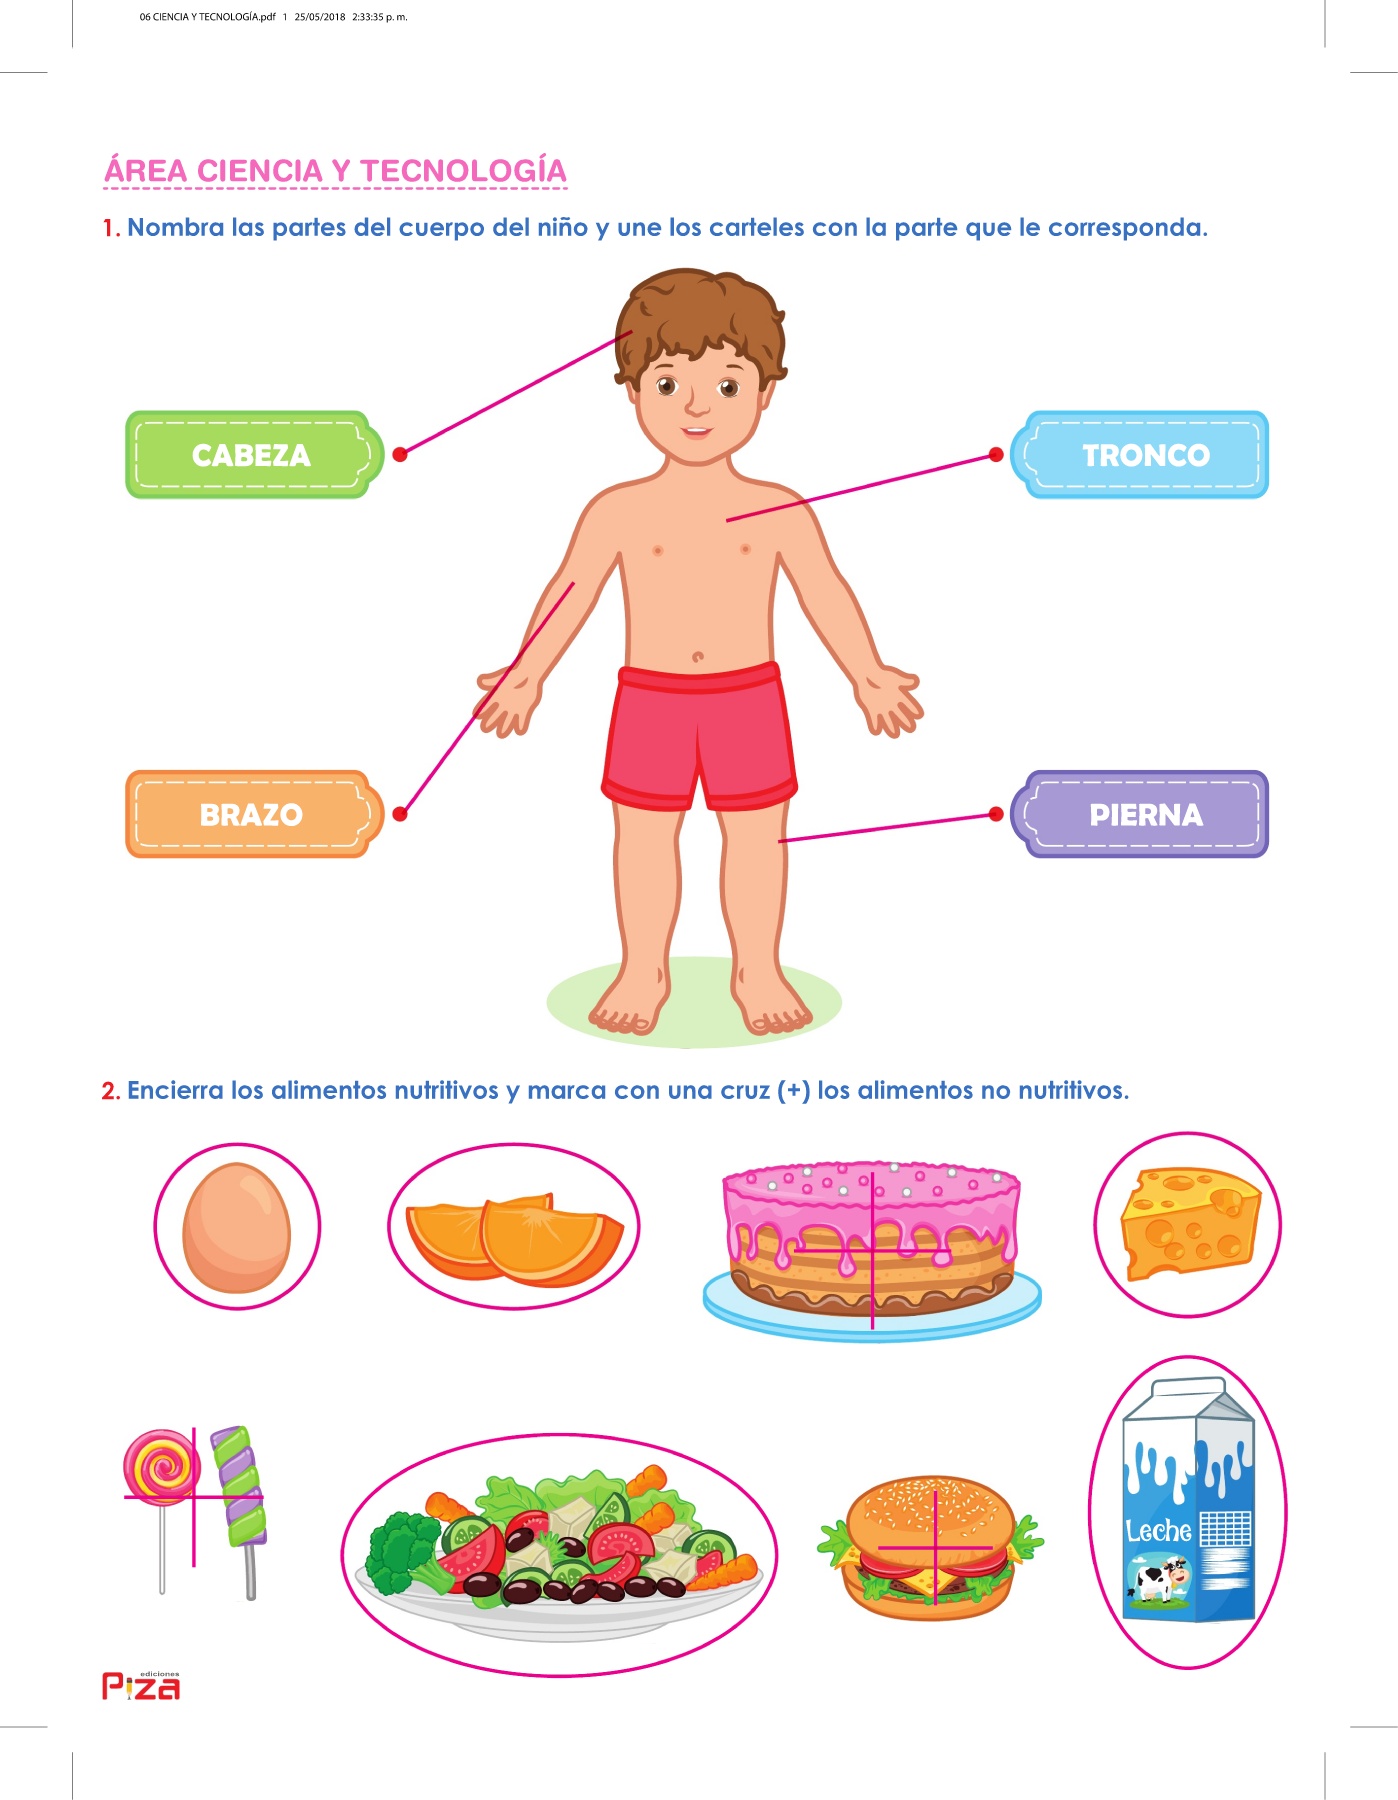 06 CIENCIA Y TECNOLOGÍA.pdf 1 25/05/2018 2:33:35 p. m.
ÁREA CIENCIA Y TECNOLOGÍA
1. Nombra las partes del cuerpo del niño y une los carteles con la parte que le corresponda.
CABEZA
TRONCO
BRAZO
PIERNA
2. Encierra los alimentos nutritivos y marca con una cruz (+) los alimentos no nutritivos.
Leche
ediciones
Piza